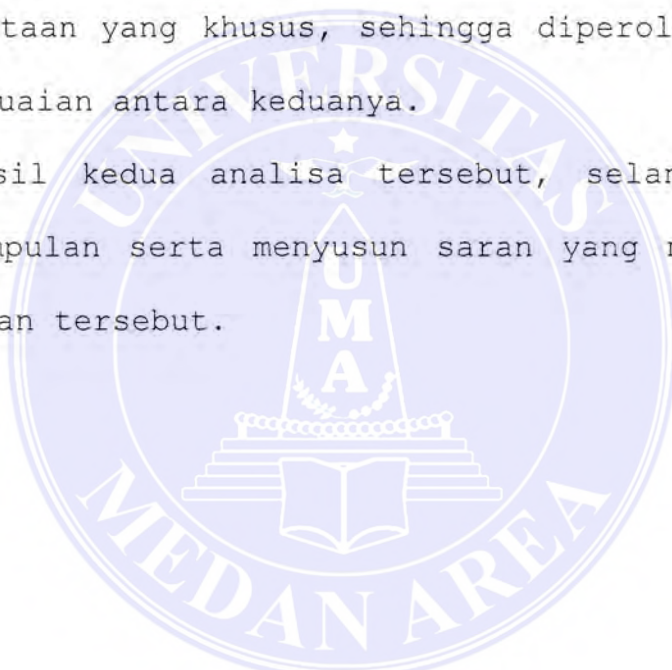 taan yang khusus, sehingga diperol
uaian antara keduanya.
sil kedua analisa tersebut, selan
pulan serta menyusun saran yang
an tersebut.
UNIVERSITAS
UMA
MEDAN AREA